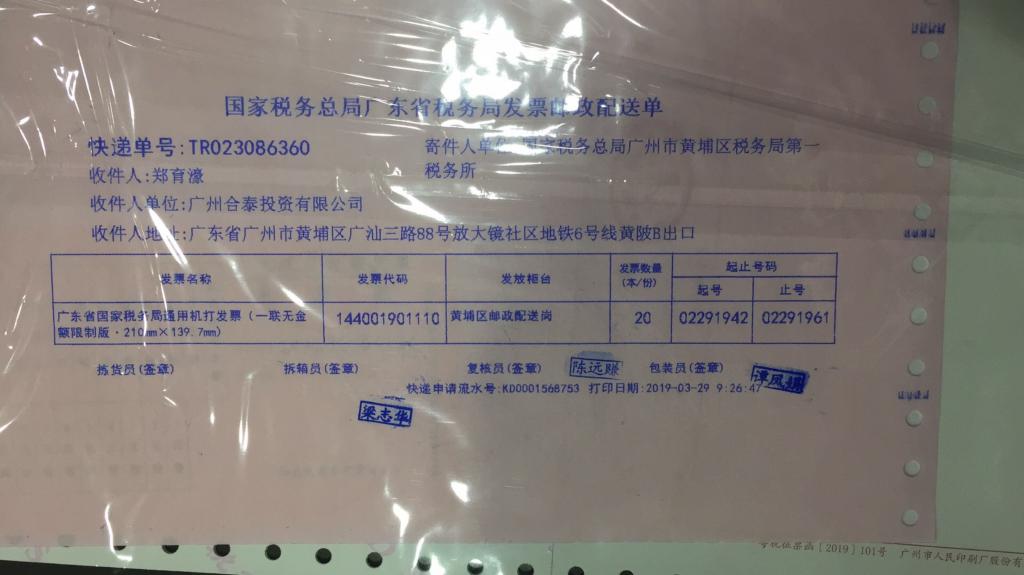 国家税务总局广东省税务局发票邮政配送单
快递单号:TR023086360
寄件人单位:国家税务总局广州市黄埔区税务局第一
税务所
收件人:郑育濠
收件人单位:广州合泰投资有限公司
收件人地址:广东省广州市黄埔区广汕三路88号放大镜社区地铁6号线黄陂B出口
发票名称 发票代码 发放柜台 发票数量(本/份) 起止号码
起号 止号
广东省国家税务局通用机打发票(一联无金 144001901110 黄埔区邮政配送岗 20 02291942 02291961
额限制版·210mm×139.7mm)
拣货员(签章) 拆箱员(签章) 复核员(签章) 陈远 包装员(签章) 谭凤
快递申请流水号:KD0001568753 打印日期:2019-03-29 9:26:47
梁志华
[2019]101号 广州市人民印刷厂股份有